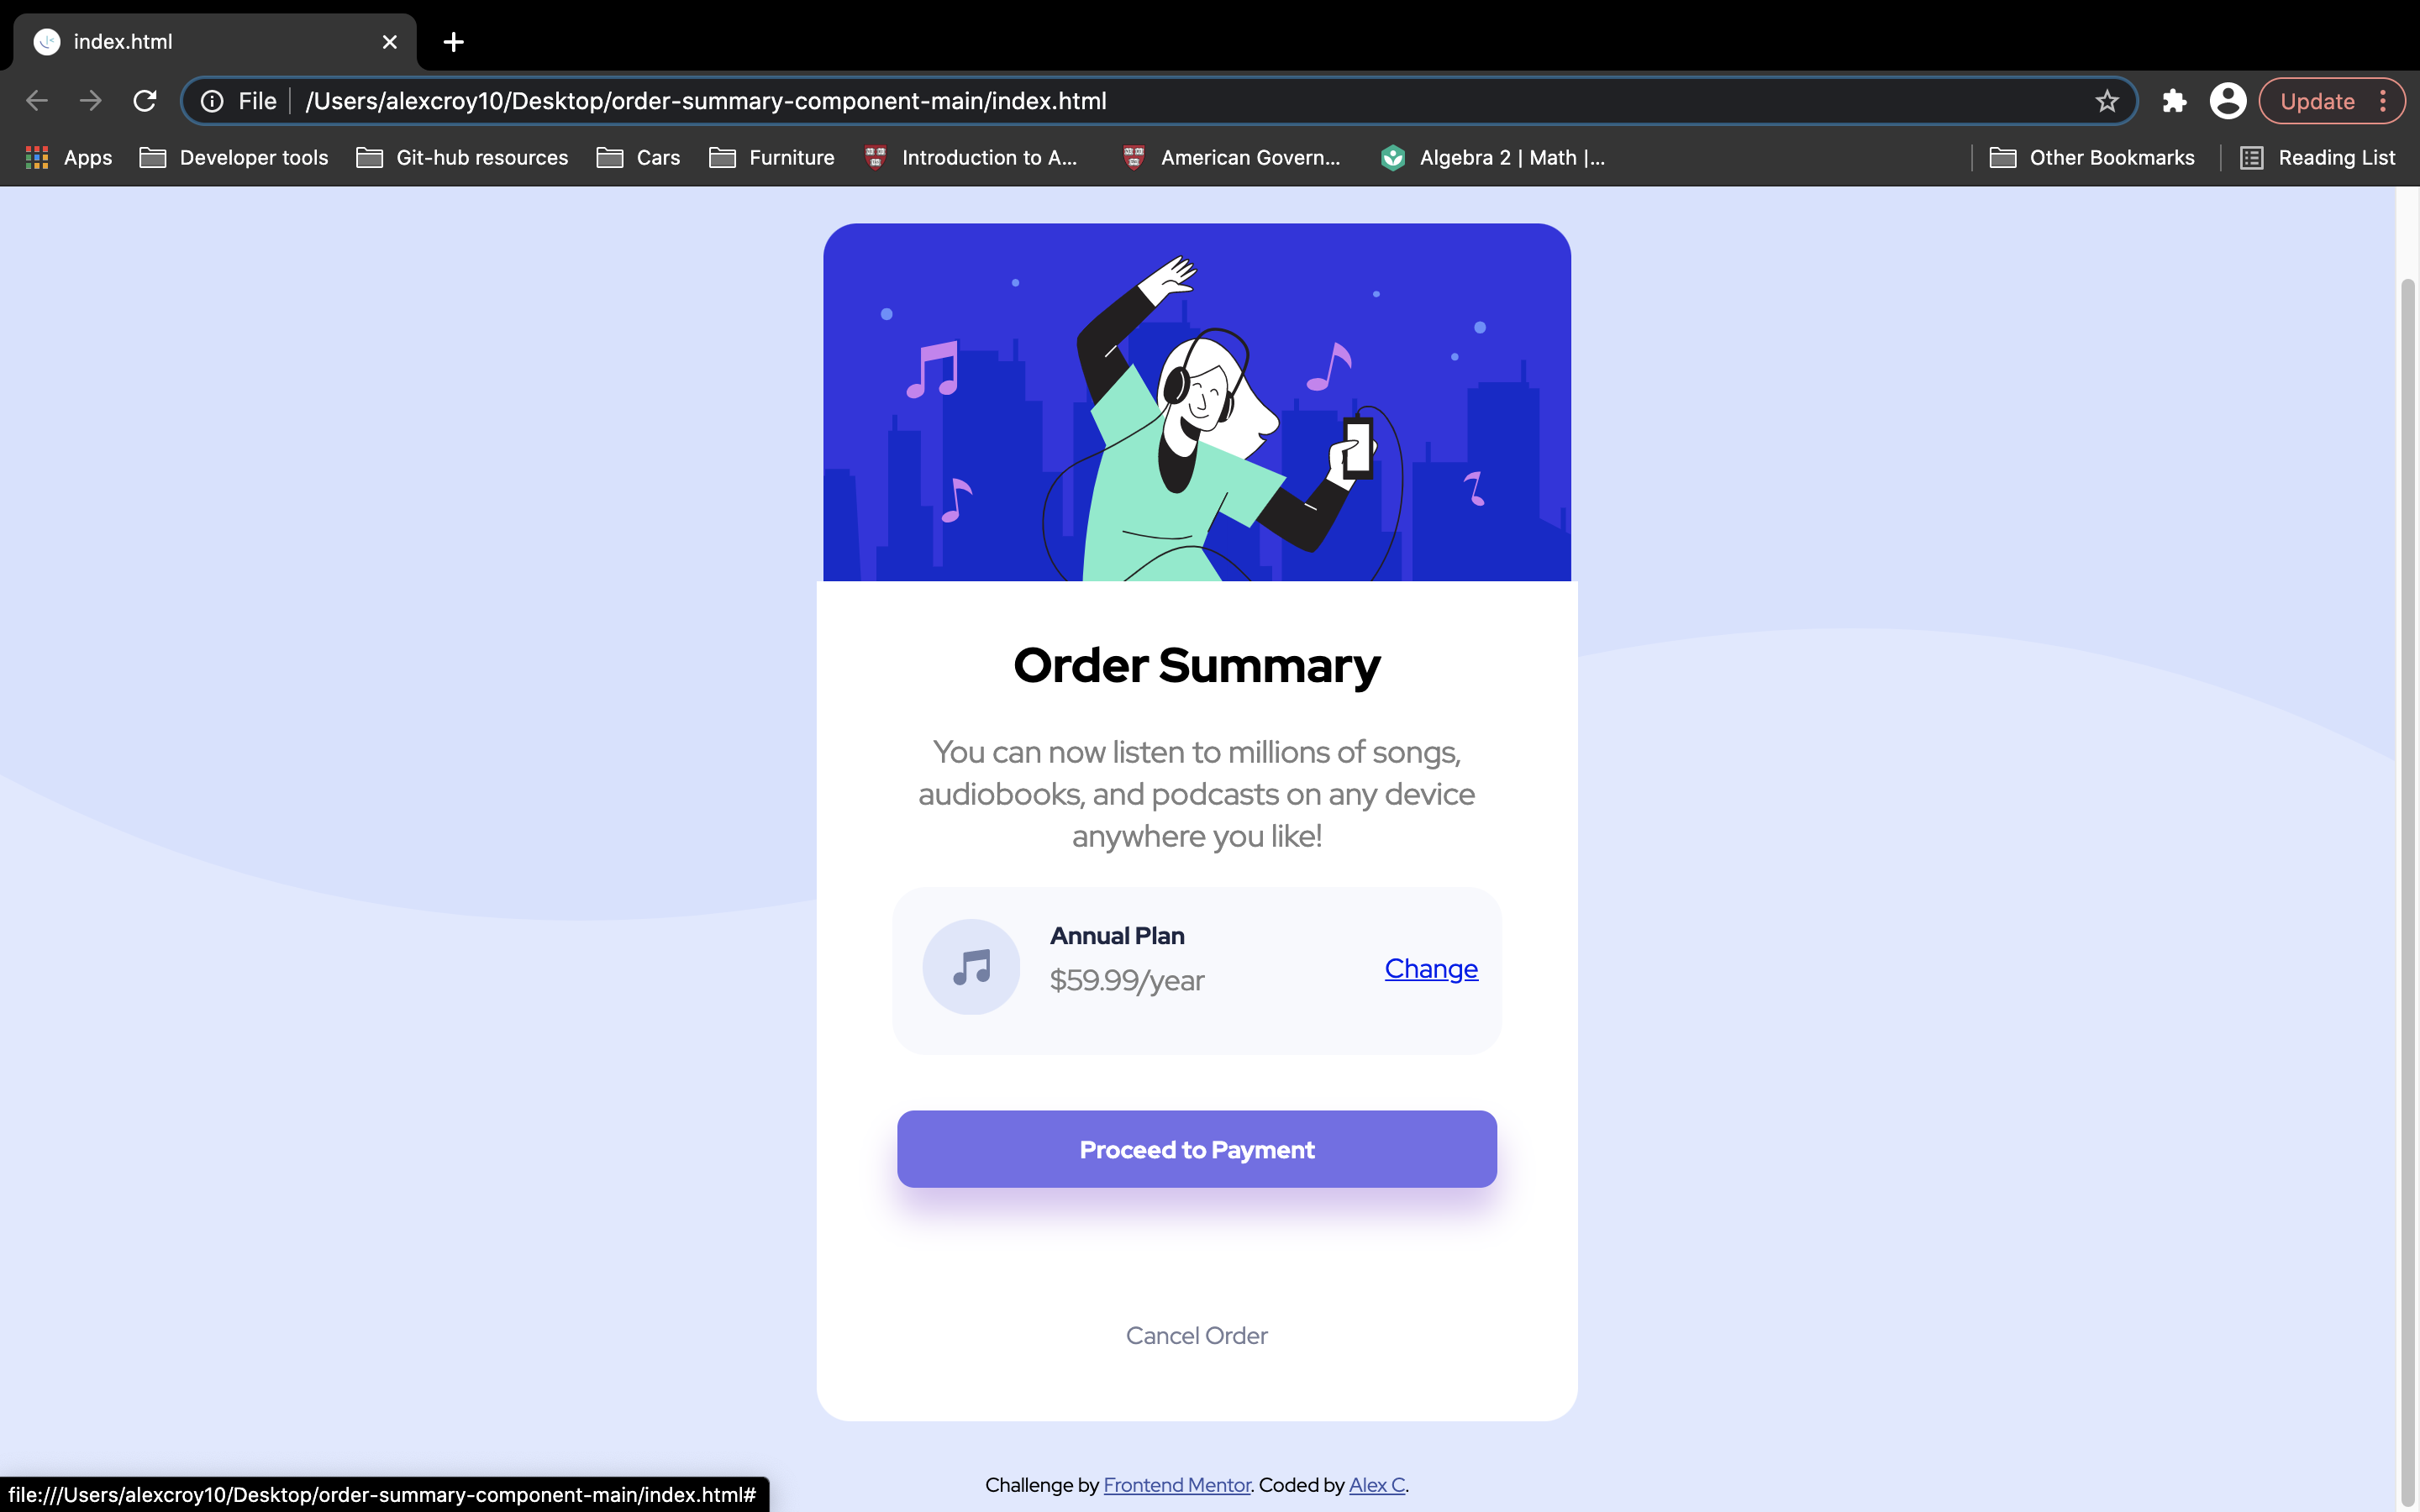 index.html
File /Users/alexcroy10/Desktop/order-summary-component-main/index.html
Update
Apps Developer tools Git-hub resources Cars Furniture Introduction to A... American Govern... Algebra 2 | Math |... Other Bookmarks Reading List
Order Summary
You can now listen to millions of songs,
audiobooks, and podcasts on any device
anywhere you like!
Annual Plan
$59.99/year
Change
Proceed to Payment
Cancel Order
Challenge by Frontend Mentor. Coded by Alex C.
file:///Users/alexcroy10/Desktop/order-summary-component-main/index.html#